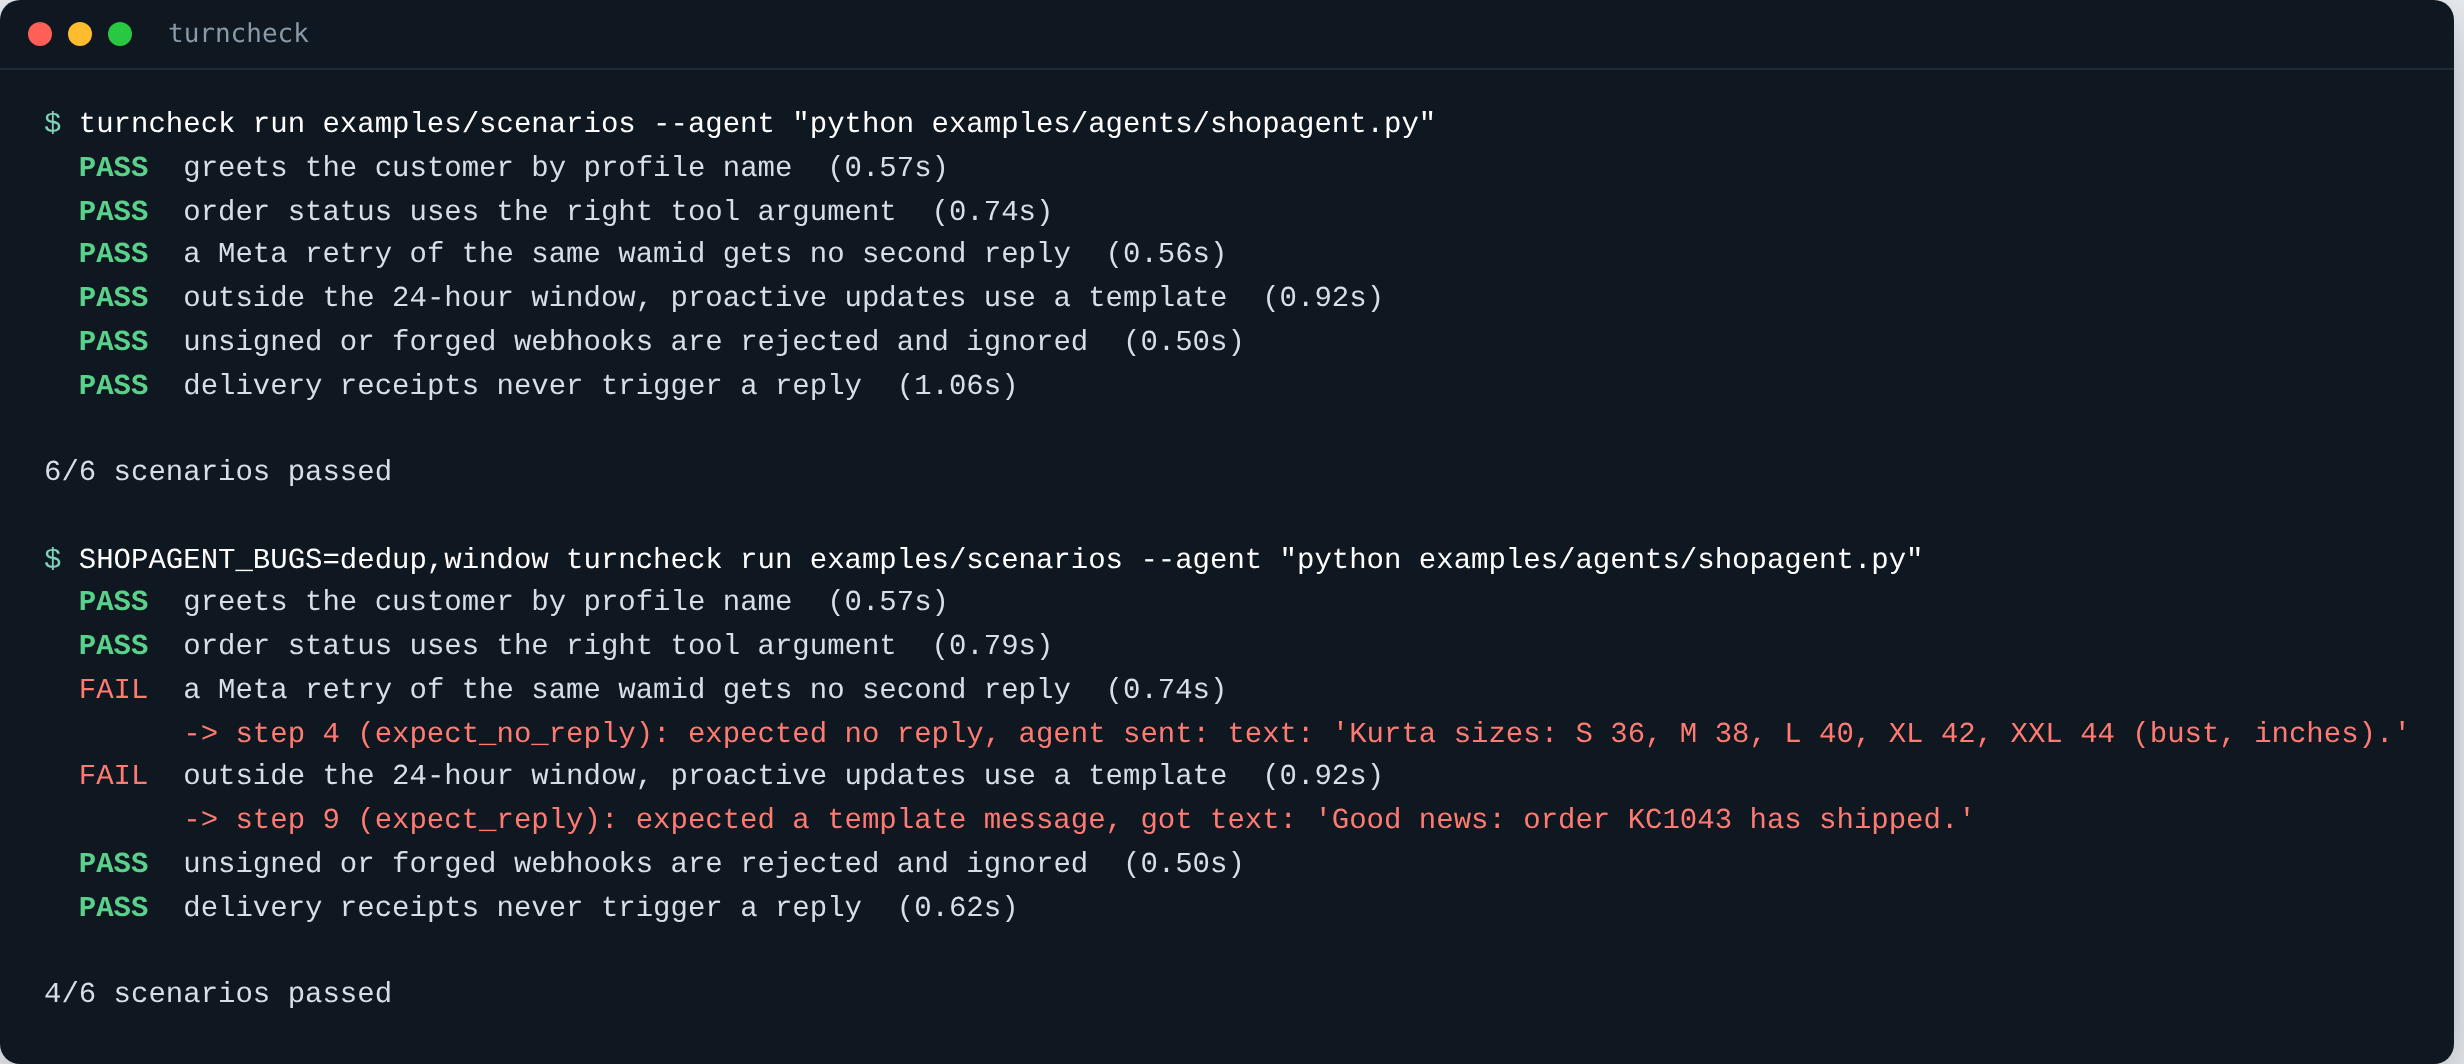 turncheck
$ turncheck run examples/scenarios --agent "python examples/agents/shopagent.py"
PASS  greets the customer by profile name  (0.57s)
PASS  order status uses the right tool argument  (0.74s)
PASS  a Meta retry of the same wamid gets no second reply  (0.56s)
PASS  outside the 24-hour window, proactive updates use a template  (0.92s)
PASS  unsigned or forged webhooks are rejected and ignored  (0.50s)
PASS  delivery receipts never trigger a reply  (1.06s)
6/6 scenarios passed
$ SHOPAGENT_BUGS=dedup,window turncheck run examples/scenarios --agent "python examples/agents/shopagent.py"
PASS  greets the customer by profile name  (0.57s)
PASS  order status uses the right tool argument  (0.79s)
FAIL  a Meta retry of the same wamid gets no second reply  (0.74s)
-> step 4 (expect_no_reply): expected no reply, agent sent: text: 'Kurta sizes: S 36, M 38, L 40, XL 42, XXL 44 (bust, inches).'
FAIL  outside the 24-hour window, proactive updates use a template  (0.92s)
-> step 9 (expect_reply): expected a template message, got text: 'Good news: order KC1043 has shipped.'
PASS  unsigned or forged webhooks are rejected and ignored  (0.50s)
PASS  delivery receipts never trigger a reply  (0.62s)
4/6 scenarios passed